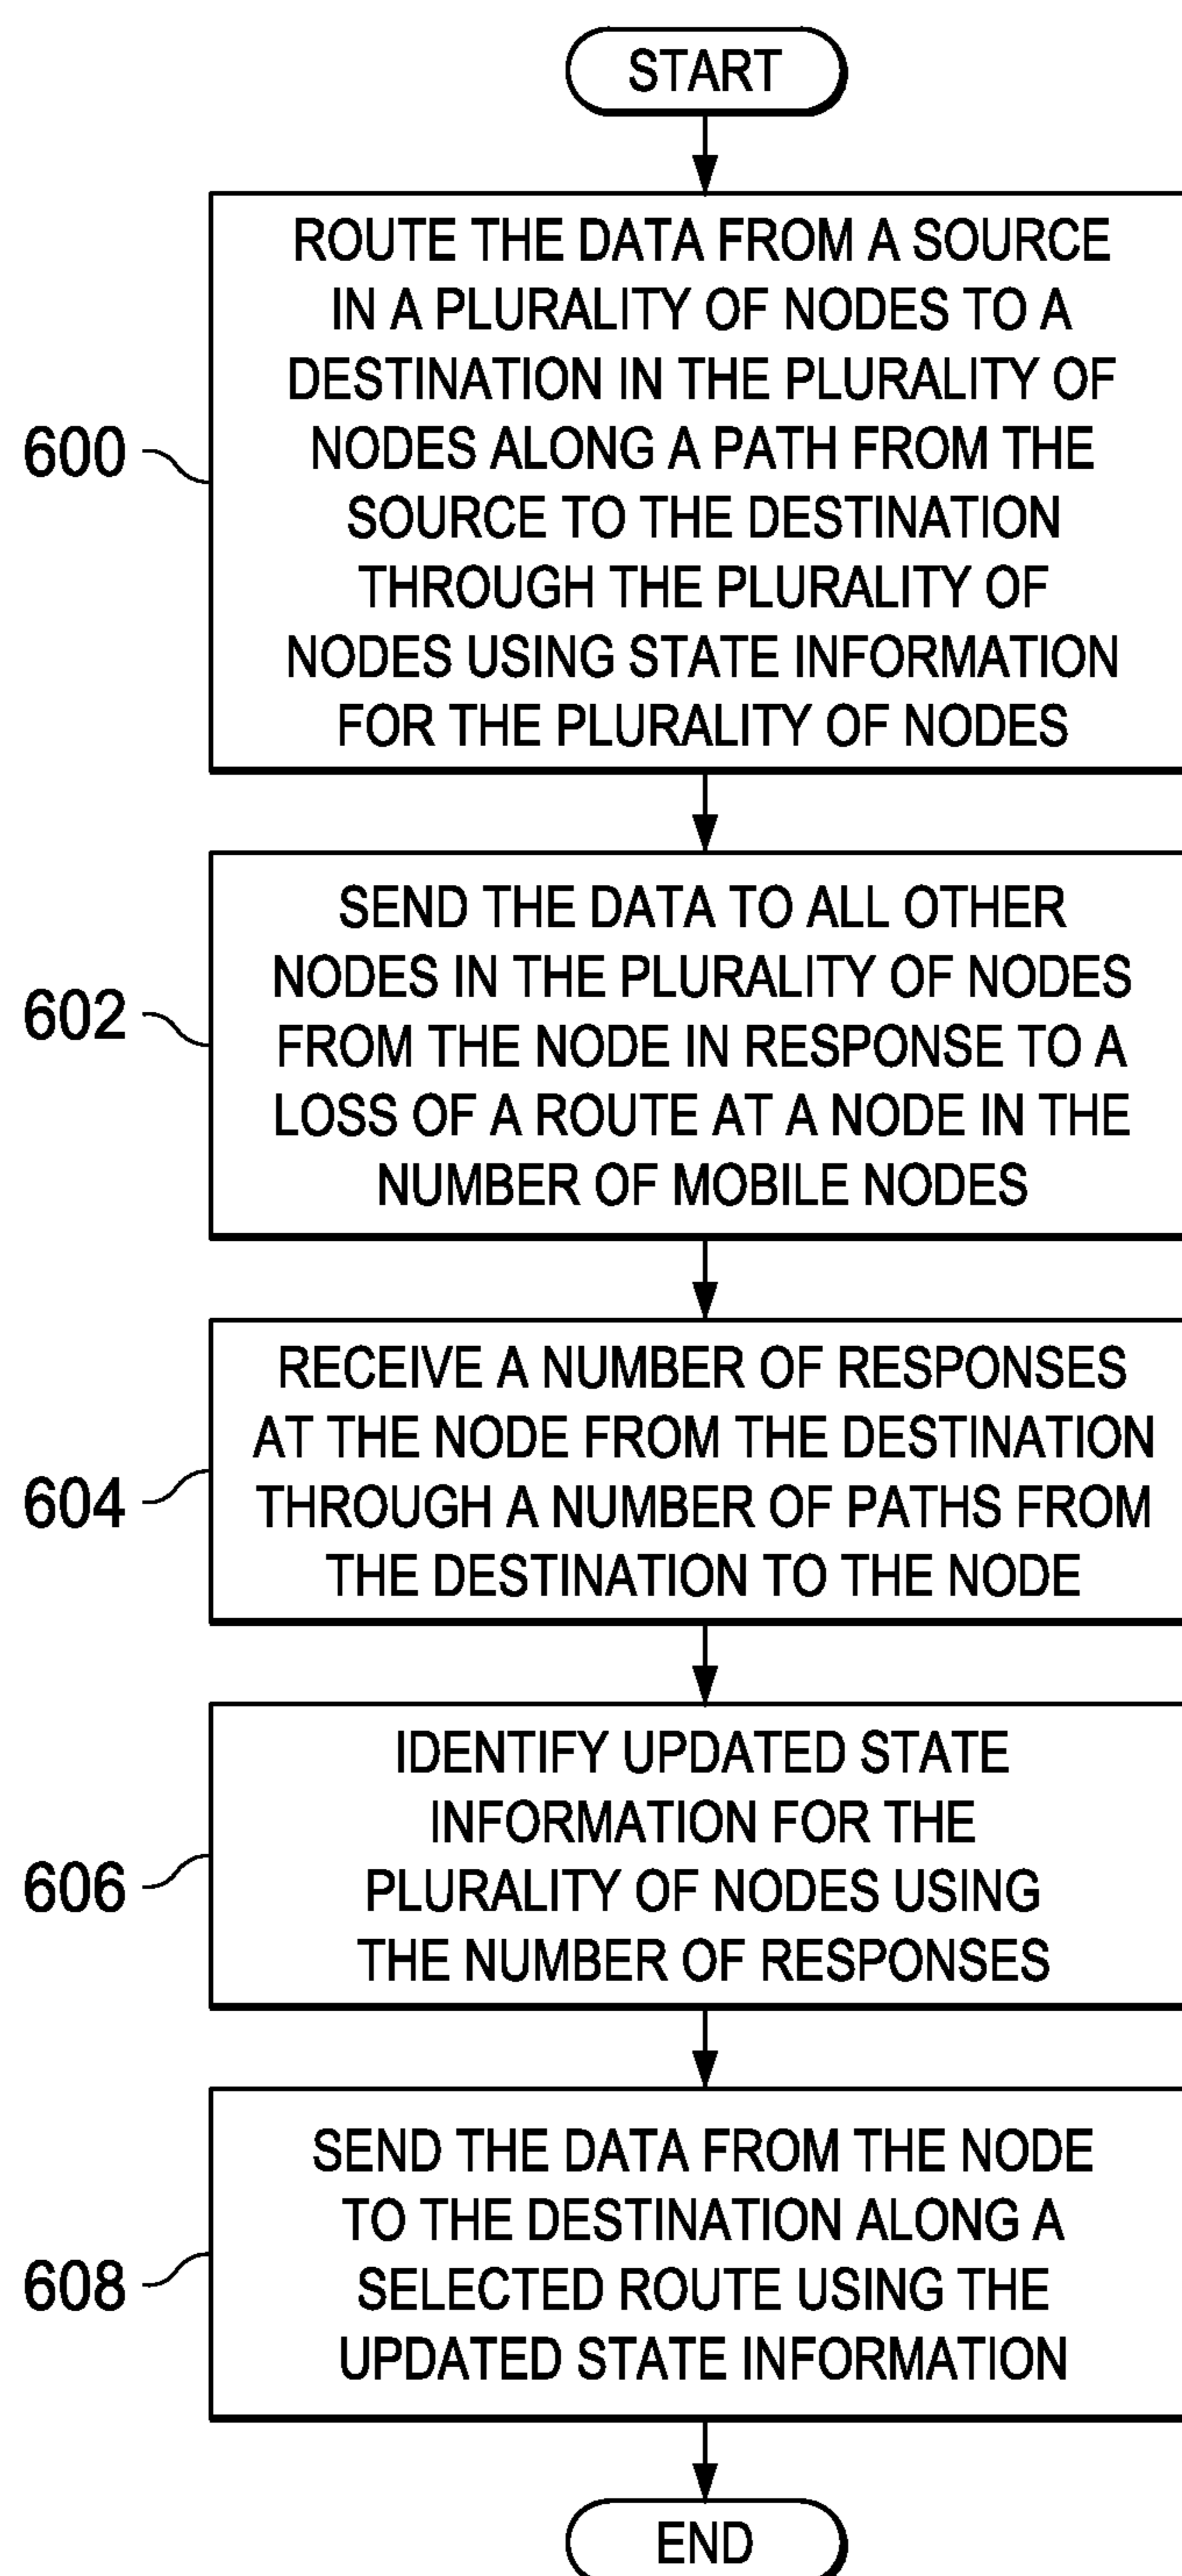 START
ROUTE THE DATA FROM A SOURCE
IN A PLURALITY OF NODES TO A
DESTINATION IN THE PLURALITY OF
NODES ALONG A PATH FROM THE
SOURCE TO THE DESTINATION
THROUGH THE PLURALITY OF
NODES USING STATE INFORMATION
FOR THE PLURALITY OF NODES
600
SEND THE DATA TO ALL OTHER
NODES IN THE PLURALITY OF NODES
FROM THE NODE IN RESPONSE TO A
LOSS OF A ROUTE AT A NODE IN THE
NUMBER OF MOBILE NODES
602
RECEIVE A NUMBER OF RESPONSES
AT THE NODE FROM THE DESTINATION
THROUGH A NUMBER OF PATHS FROM
THE DESTINATION TO THE NODE
604
IDENTIFY UPDATED STATE
INFORMATION FOR THE
PLURALITY OF NODES USING
THE NUMBER OF RESPONSES
606
SEND THE DATA FROM THE NODE
TO THE DESTINATION ALONG A
SELECTED ROUTE USING THE
UPDATED STATE INFORMATION
608
END